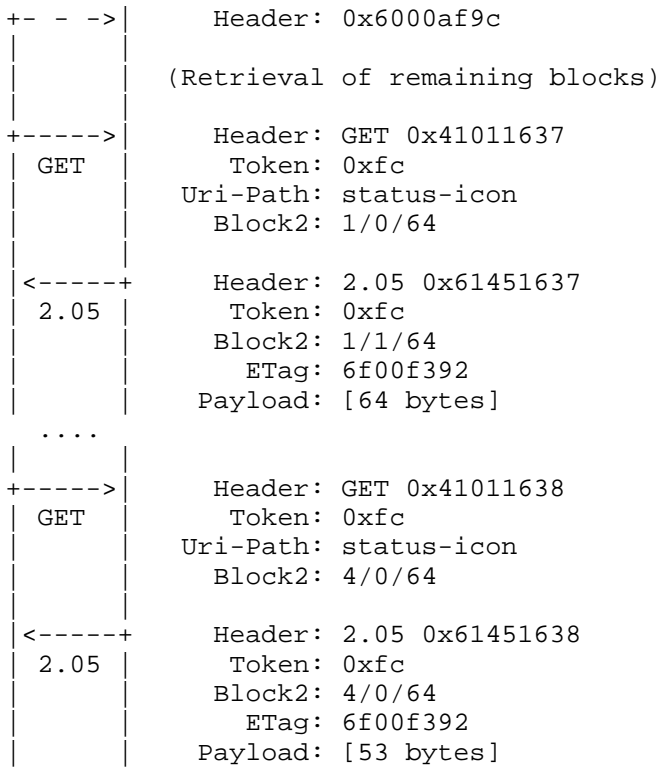 +- - ->|      Header: 0x6000af9c
|      |
|      |  (Retrieval of remaining blocks)
|      |
+----->|      Header: GET 0x41011637
| GET  |       Token: 0xfc
|      |    Uri-Path: status-icon
|      |      Block2: 1/0/64
|      |
|<-----+      Header: 2.05 0x61451637
| 2.05 |       Token: 0xfc
|      |      Block2: 1/1/64
|      |        ETag: 6f00f392
|      |     Payload: [64 bytes]
  ....
|      |
+----->|      Header: GET 0x41011638
| GET  |       Token: 0xfc
|      |    Uri-Path: status-icon
|      |      Block2: 4/0/64
|      |
|<-----+      Header: 2.05 0x61451638
| 2.05 |       Token: 0xfc
|      |      Block2: 4/0/64
|      |        ETag: 6f00f392
|      |     Payload: [53 bytes]